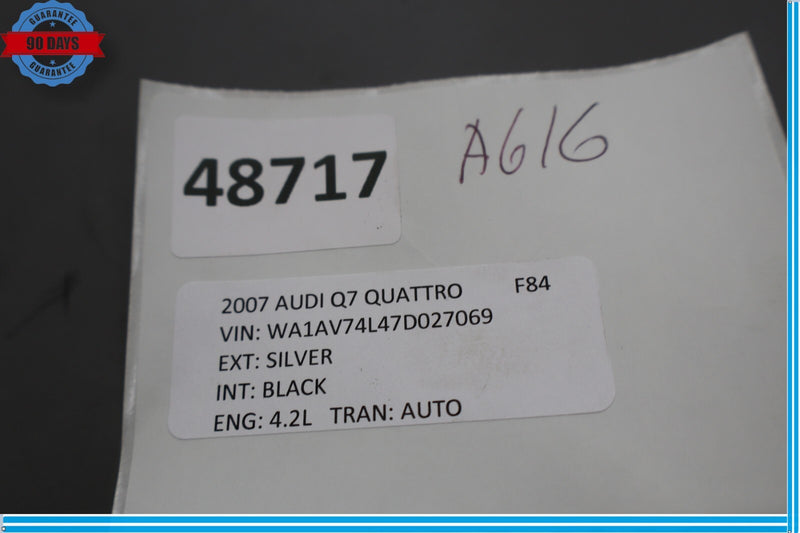 GUARANTEE
90 DAYS
GUARANTEE
48717
A616
2007 AUDI Q7 QUATTRO F84
VIN: WA1AV74L47D027069
EXT: SILVER
INT: BLACK
ENG: 4.2L TRAN: AUTO